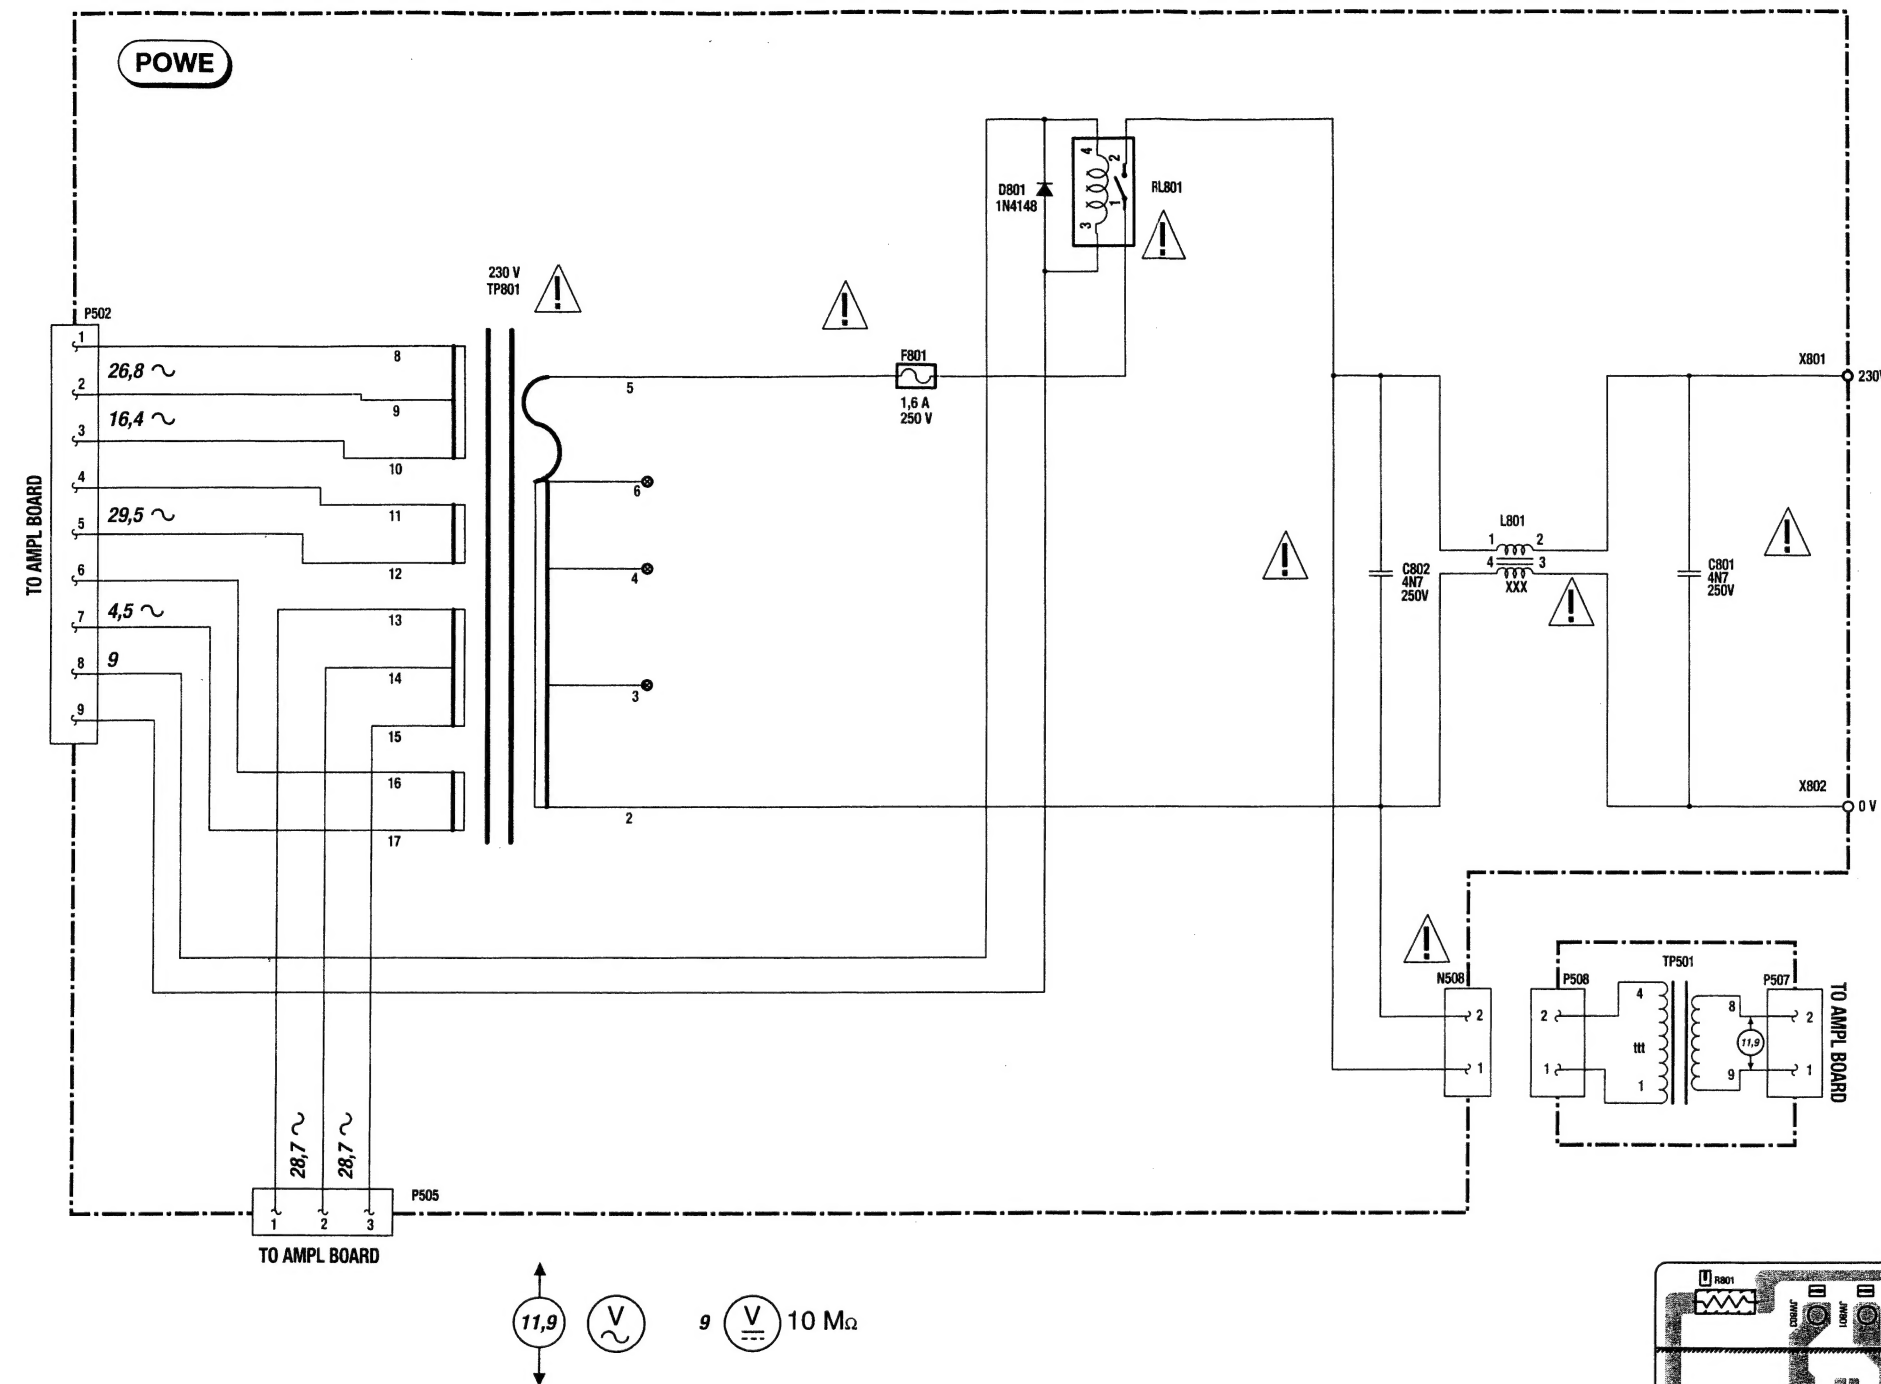 POWE
P502
1
2
3
4
5
6
7
8
9
26,8 ~
16,4 ~
29,5 ~
4,5 ~
9
TO AMPL BOARD
8
9
10
11
12
13
14
15
16
17
230 V
TP801
5
6
4
3
2
F801
1,6 A
250 V
D801
1N4148
4
2
3
1
RL801
C802
4N7
250V
L801
1 2
4 3
XXX
C801
4N7
250V
X801
230V
X802
0 V
N508
2
1
P508
2
1
TP501
4
ttt
1
8
11,9
9
P507
2
1
TO AMPL BOARD
28,7 ~
28,7 ~
P505
1 2 3
TO AMPL BOARD
11,9 V ~ 9 V 10 MΩ
U R801
JW803
JW801